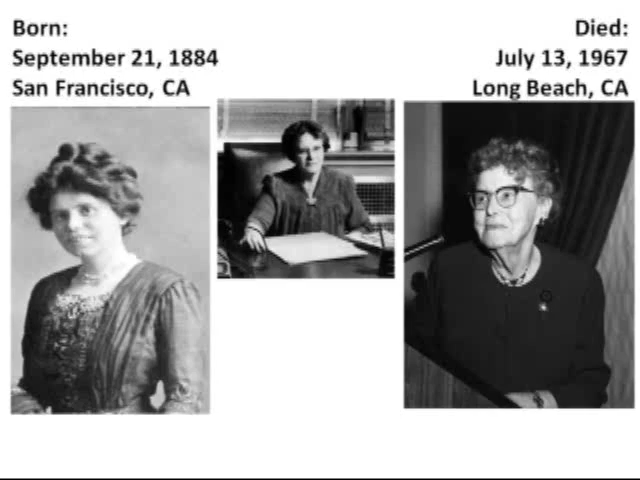 Born:
September 21, 1884
San Francisco, CA
Died:
July 13, 1967
Long Beach, CA